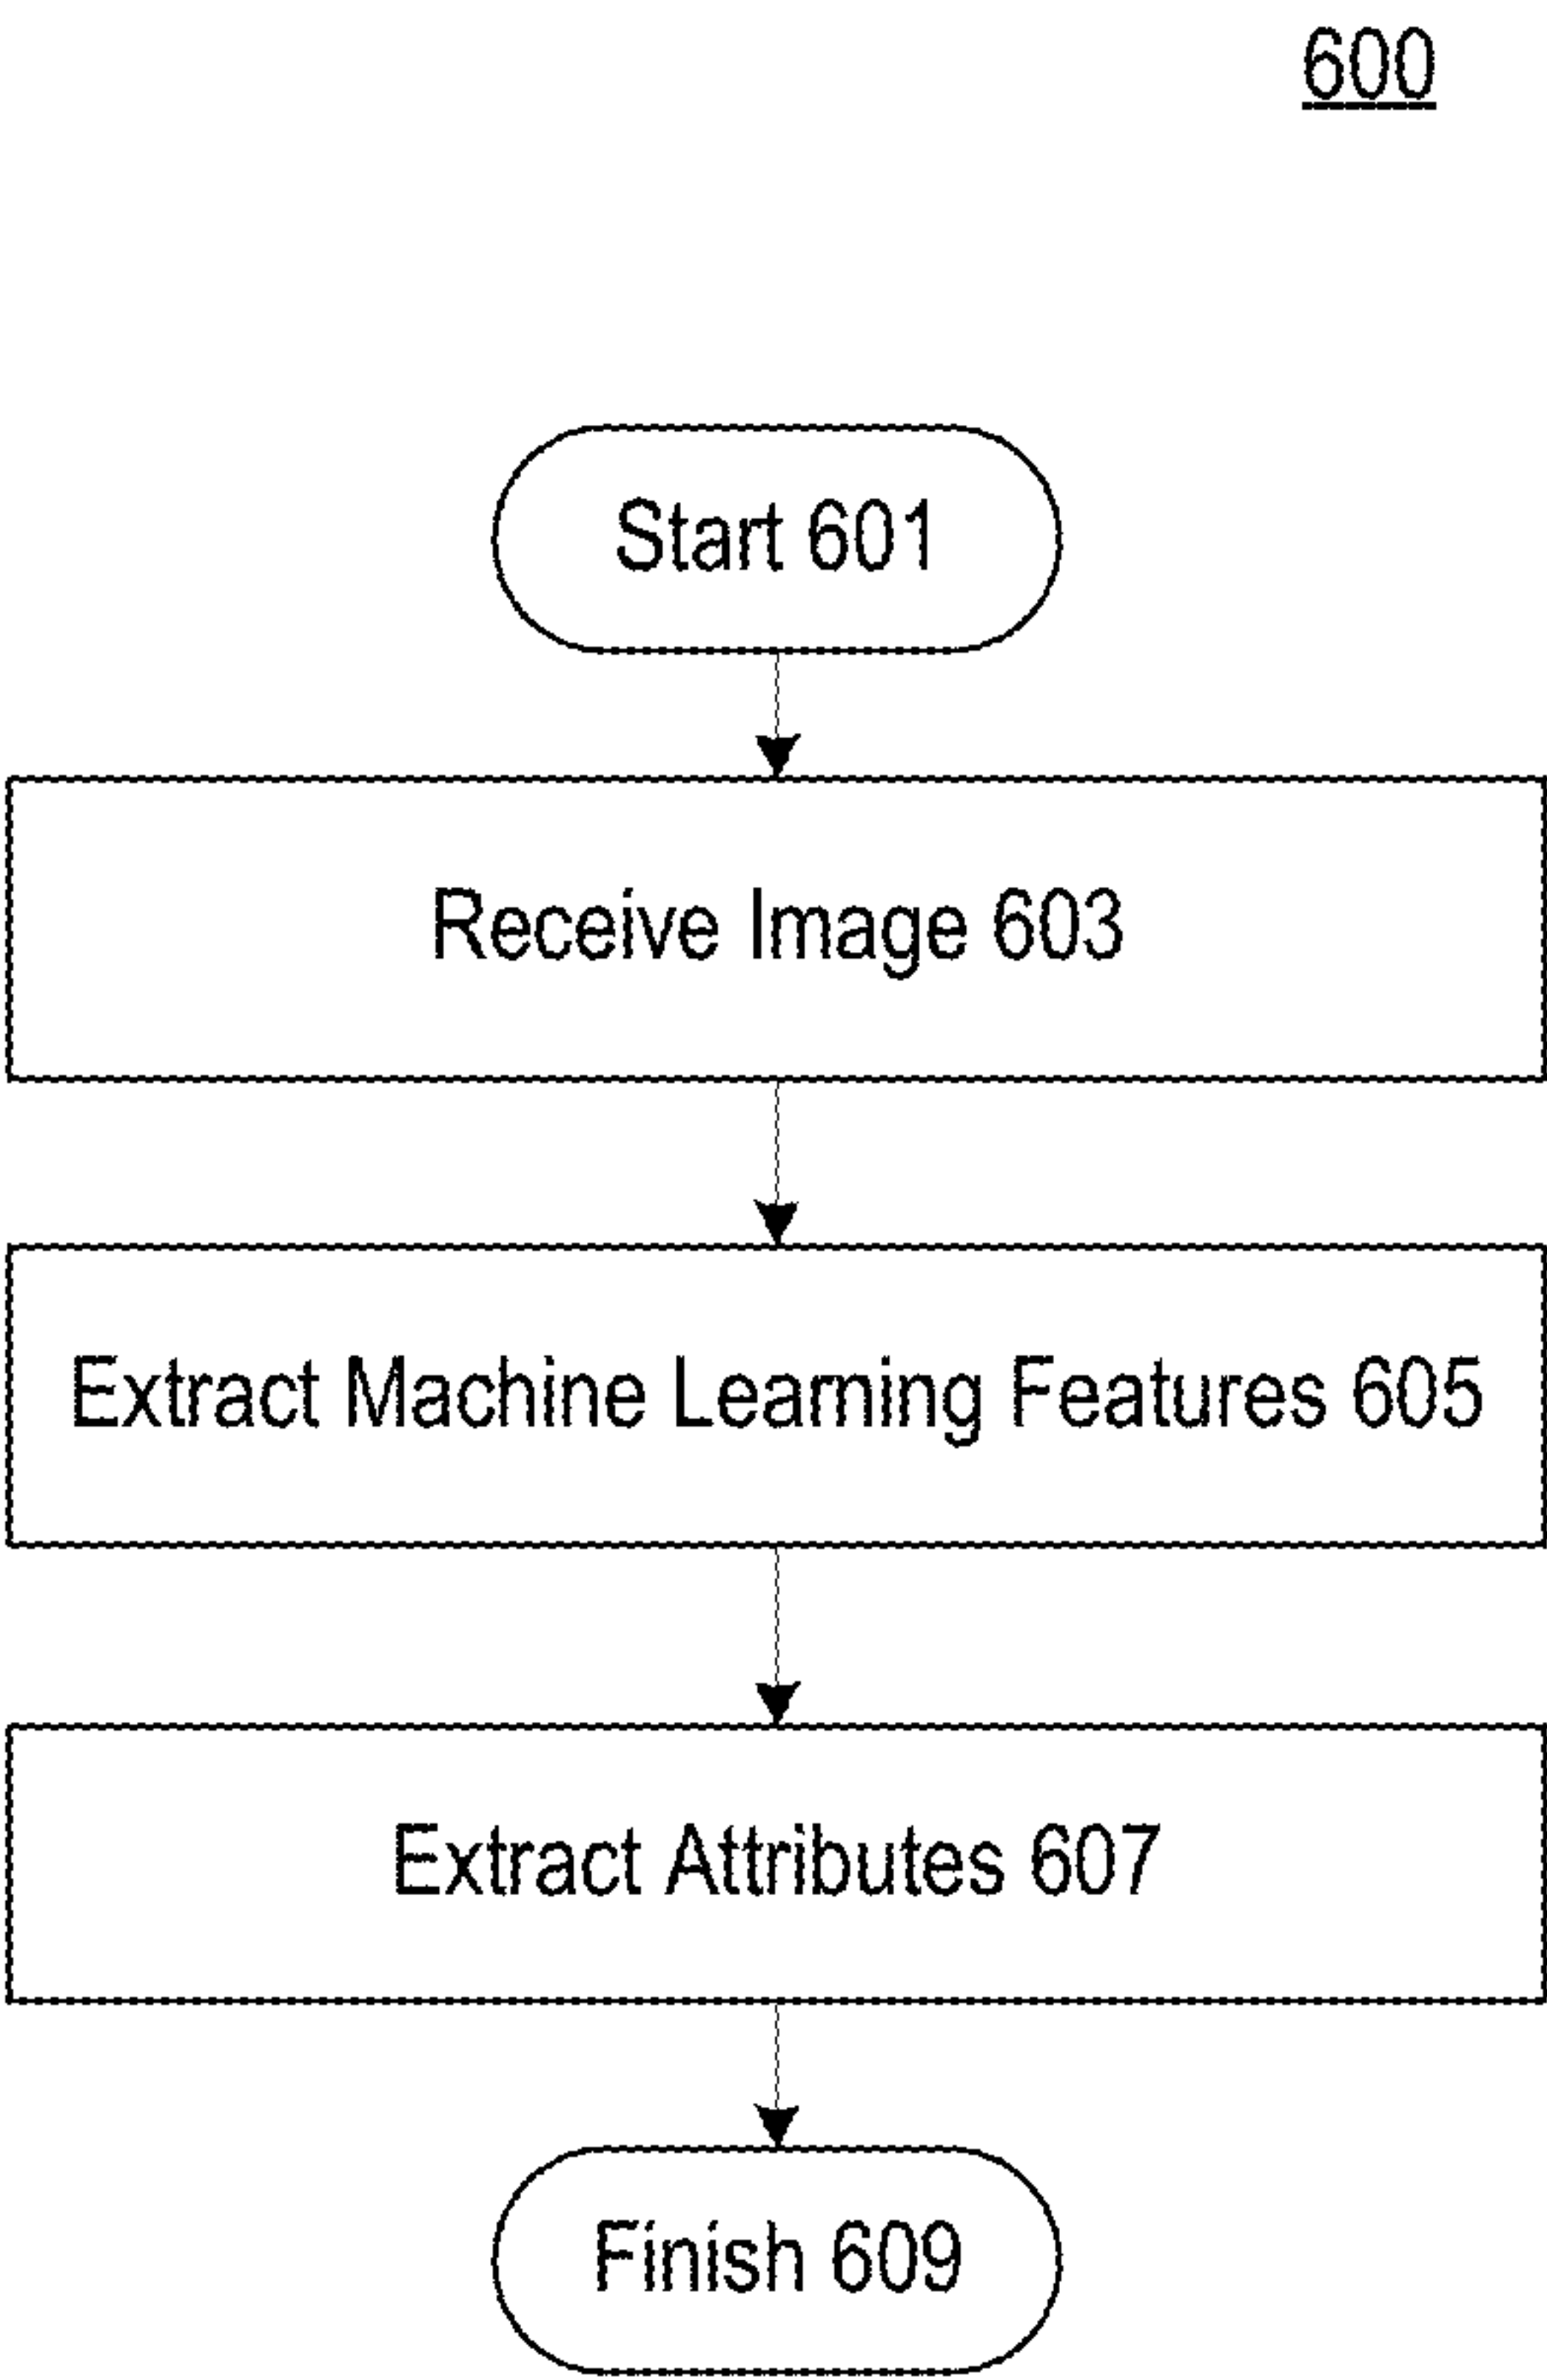 600
Start 601
Receive Image 603
Extract Machine Learning Features 605
Extract Attributes 607
Finish 609